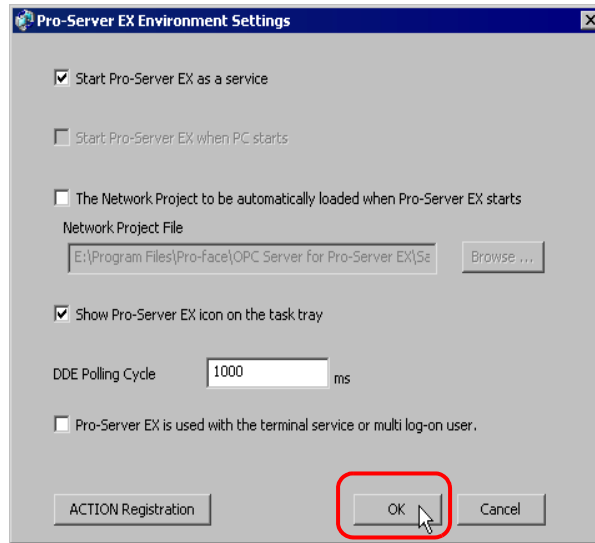 Pro-Server EX Environment Settings
Start Pro-Server EX as a service
Start Pro-Server EX when PC starts
The Network Project to be automatically loaded when Pro-Server EX starts
Network Project File
E:\Program Files\Pro-face\OPC Server for Pro-Server EX\Sa
Browse ...
Show Pro-Server EX icon on the task tray
DDE Polling Cycle 1000 ms
Pro-Server EX is used with the terminal service or multi log-on user.
ACTION Registration OK Cancel